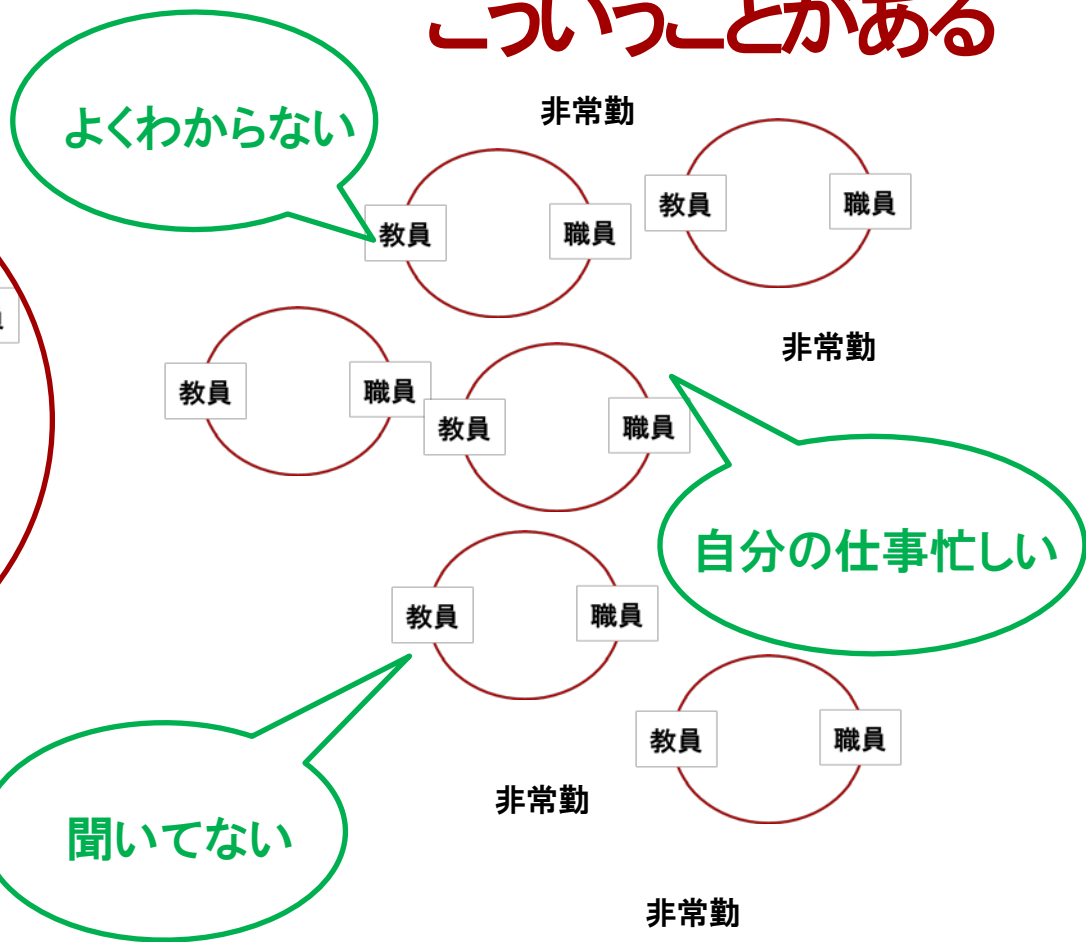 こういうことがある
よくわからない
非常勤
教員
職員
教員
職員
非常勤
教員
職員
教員
職員
自分の仕事忙しい
教員
職員
教員
職員
聞いてない
非常勤
非常勤